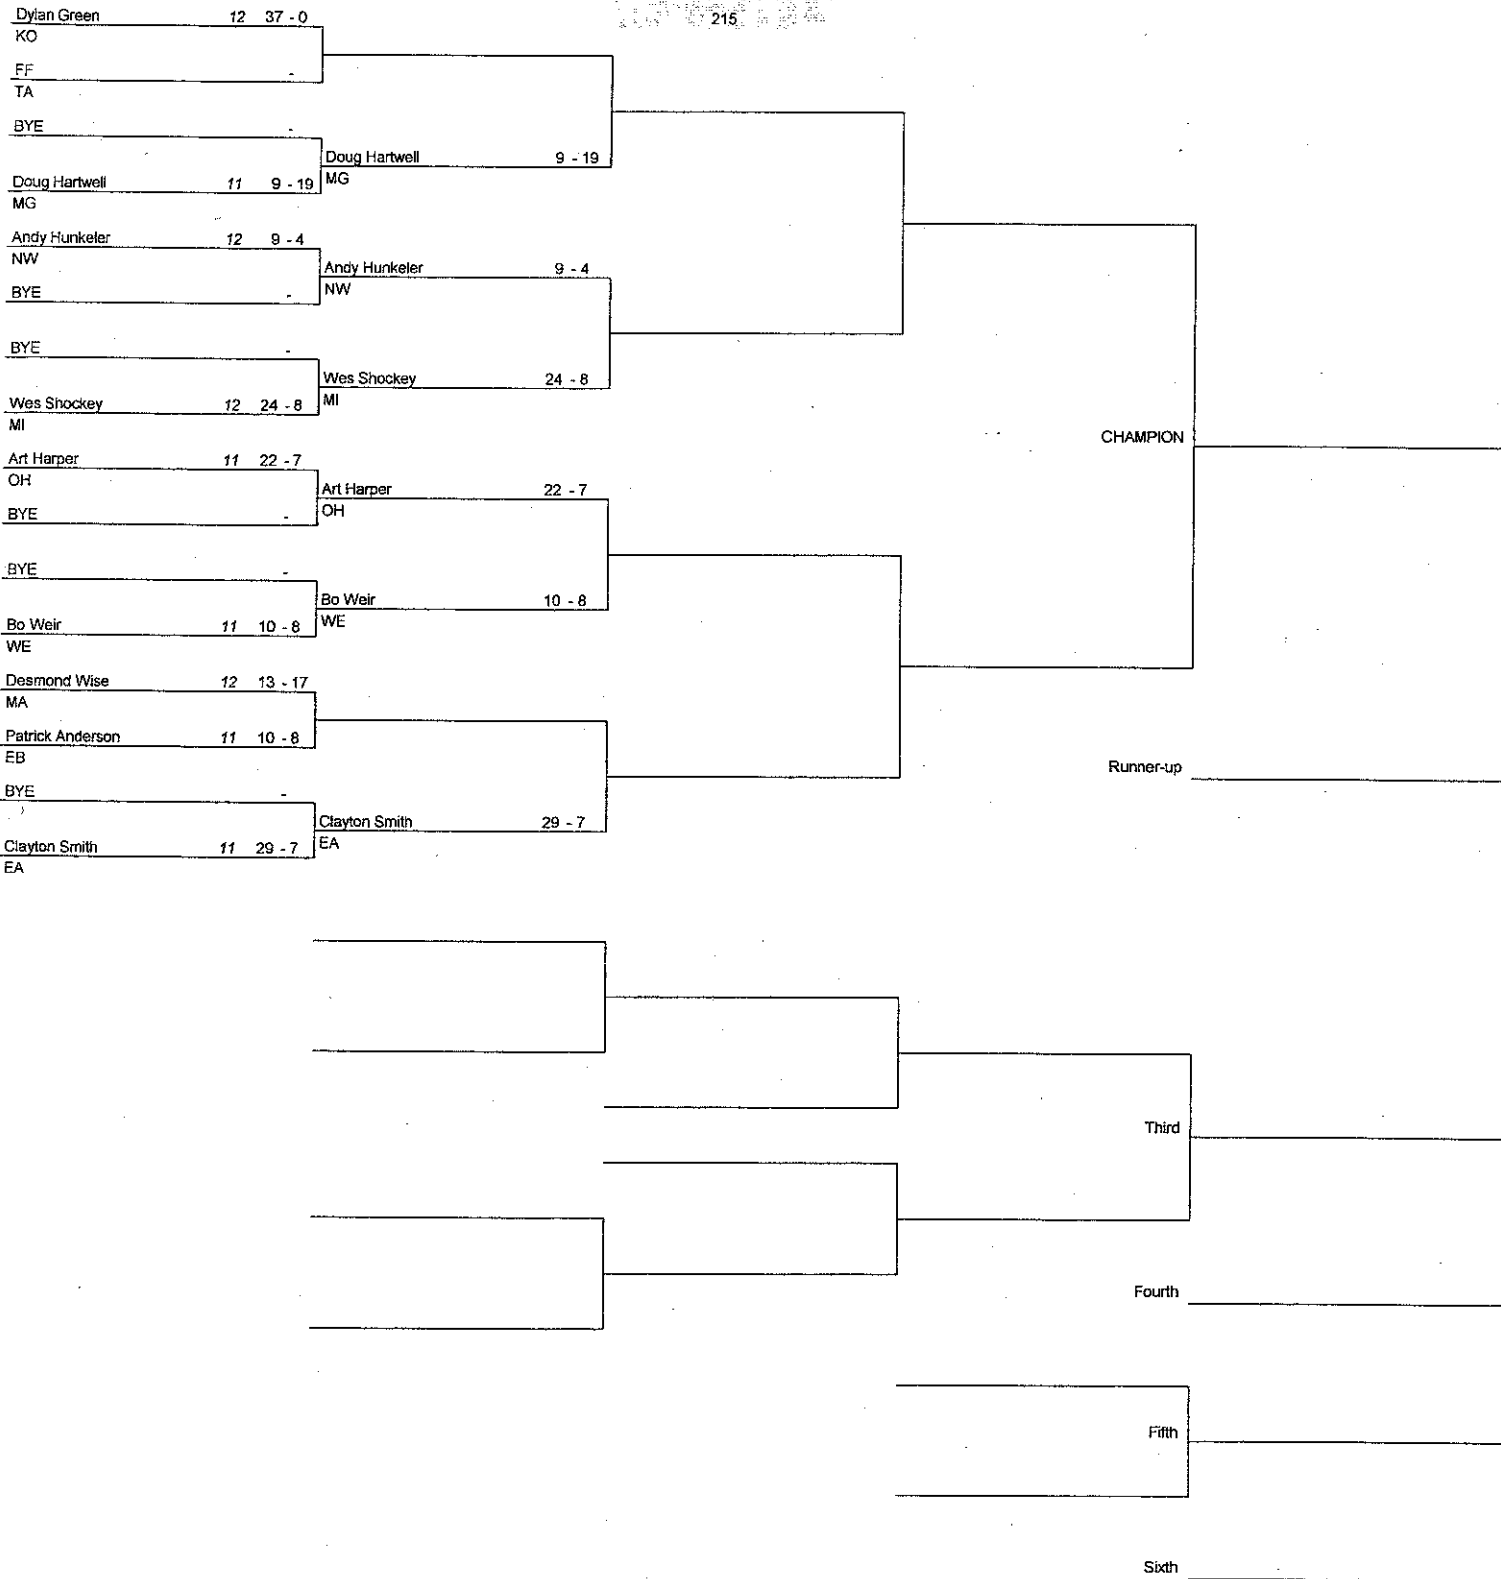 215
Dylan Green 12 37 - 0
KO
FF -
TA
BYE -
Doug Hartwell 9 - 19
MG
Doug Hartwell 11 9 - 19
MG
Andy Hunkeler 12 9 - 4
NW
Andy Hunkeler 9 - 4
NW
BYE -
BYE -
Wes Shockey 24 - 8
MI
Wes Shockey 12 24 - 8
MI
Art Harper 11 22 - 7
OH
Art Harper 22 - 7
OH
BYE -
BYE -
Bo Weir 10 - 8
WE
Bo Weir 11 10 - 8
WE
Desmond Wise 12 13 - 17
MA
Patrick Anderson 11 10 - 8
EB
BYE -
Clayton Smith 29 - 7
EA
Clayton Smith 11 29 - 7
EA
CHAMPION
Runner-up
Third
Fourth
Fifth
Sixth